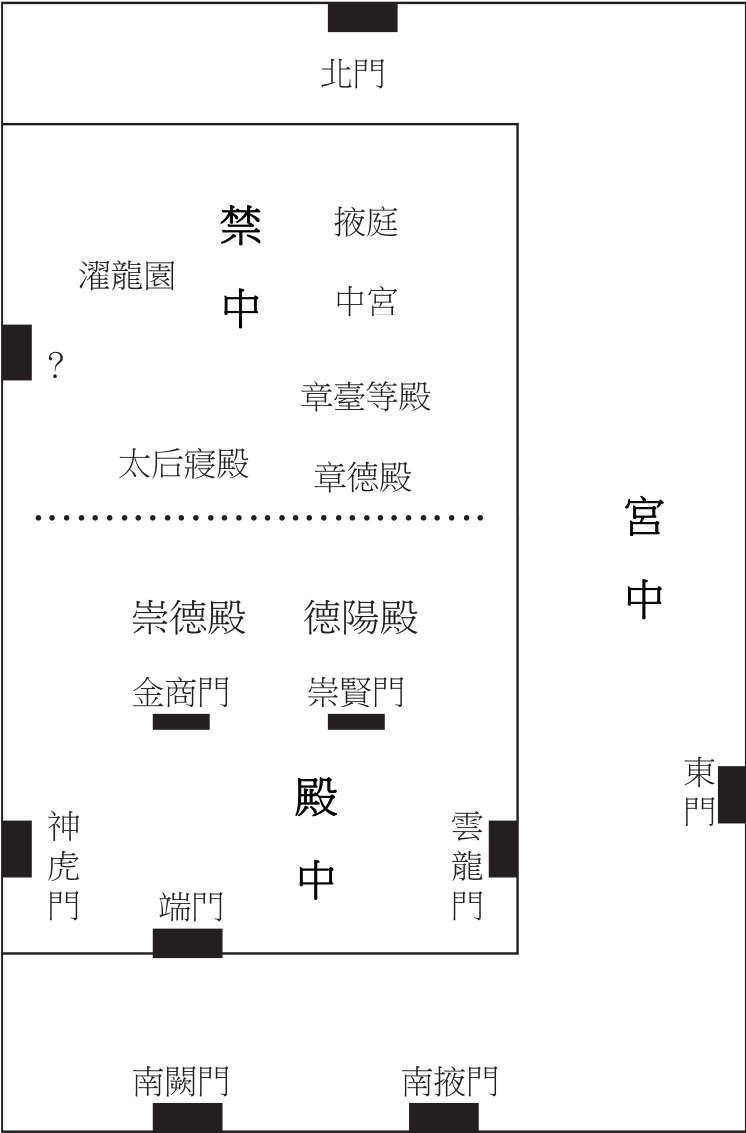 北門
禁中
掖庭
濯龍園
中宮
?
章臺等殿
太后寢殿
章德殿
宮中
崇德殿
德陽殿
金商門
崇賢門
殿中
東門
神虎門
雲龍門
端門
南闕門
南掖門